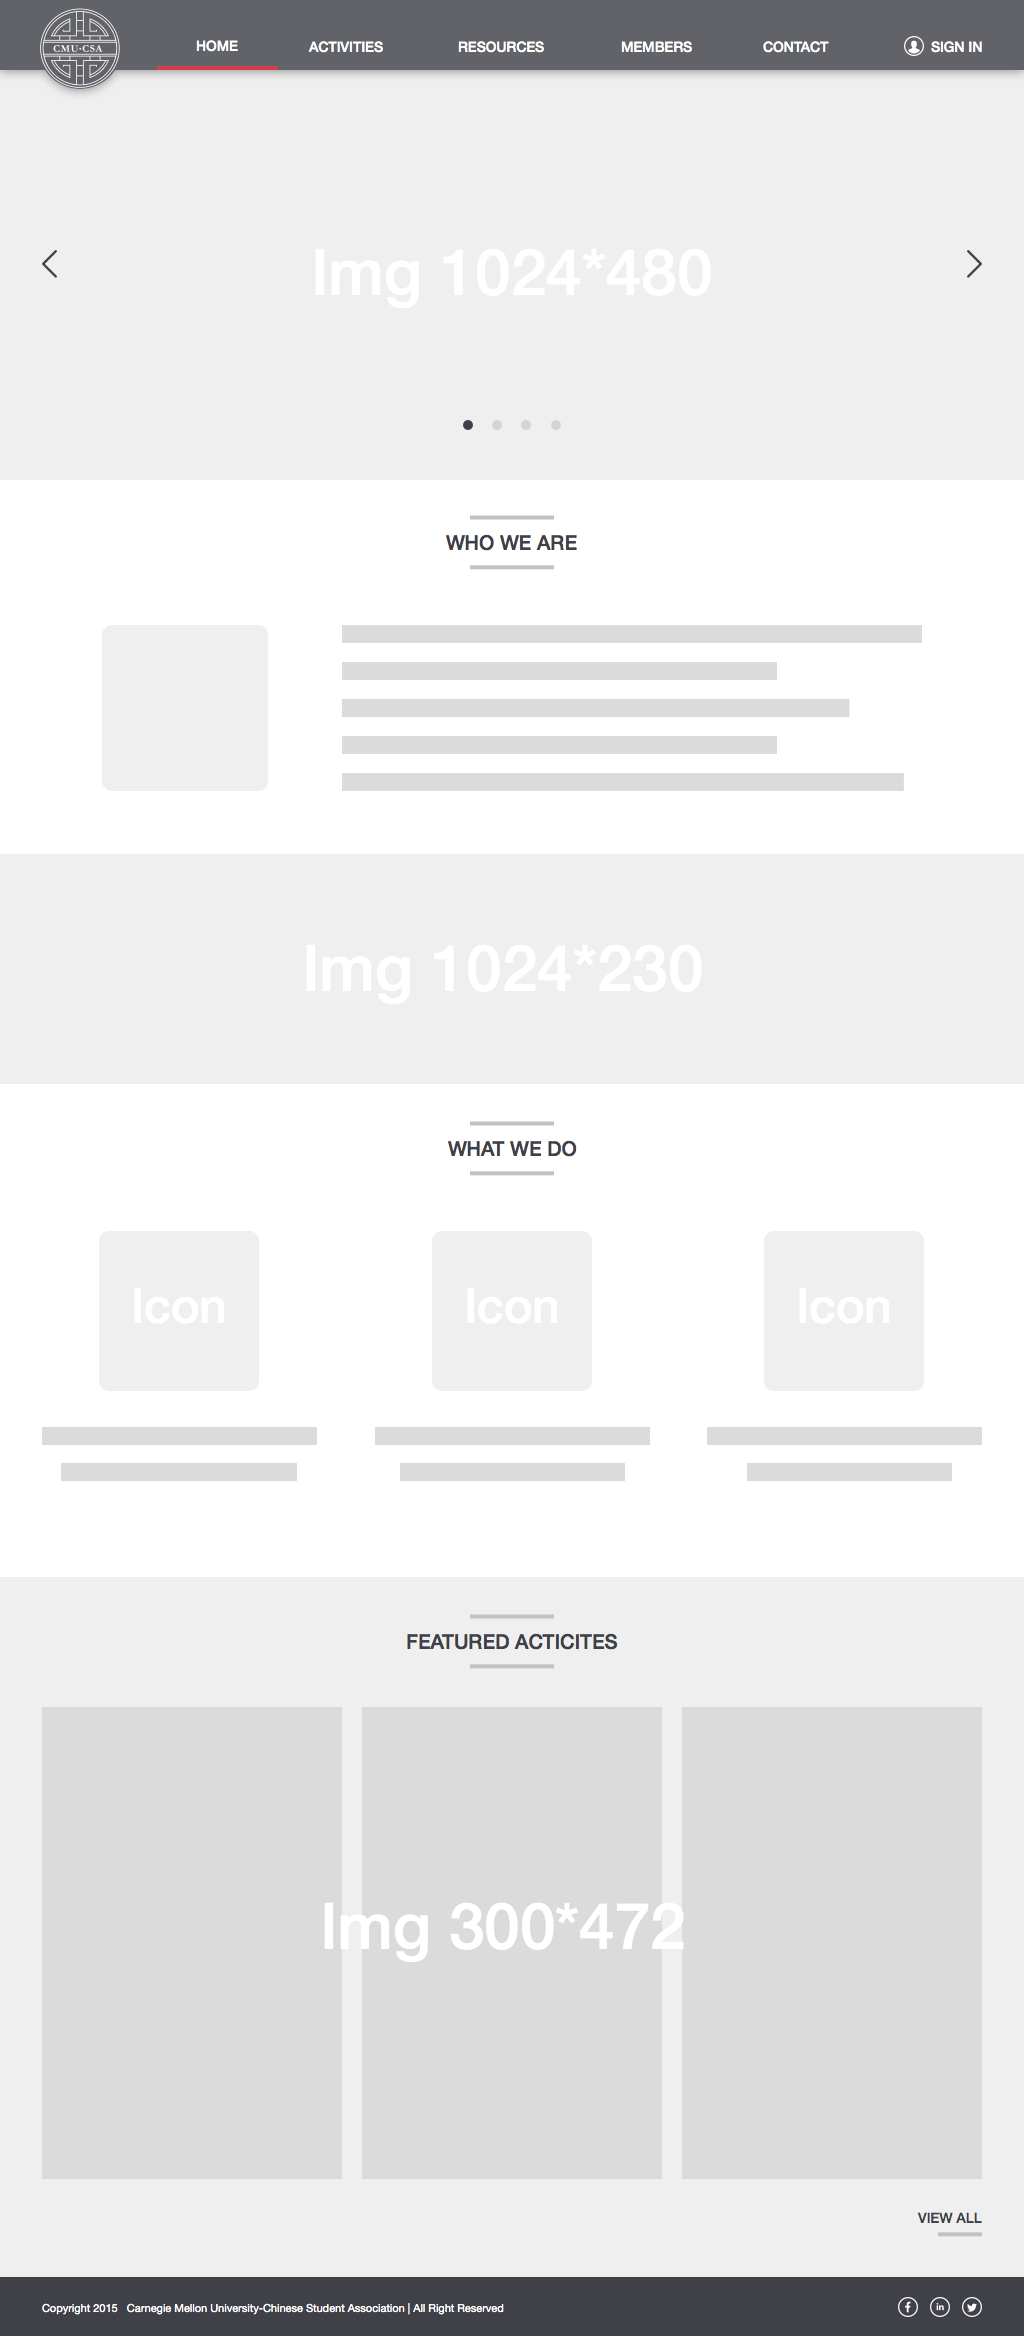 CMU·CSA
HOME ACTIVITIES RESOURCES MEMBERS CONTACT SIGN IN
Img 1024*480
WHO WE ARE
Img 1024*230
WHAT WE DO
Icon Icon Icon
FEATURED ACTICITES
Img 300*472
VIEW ALL
Copyright 2015 Carnegie Mellon University-Chinese Student Association | All Right Reserved
f in